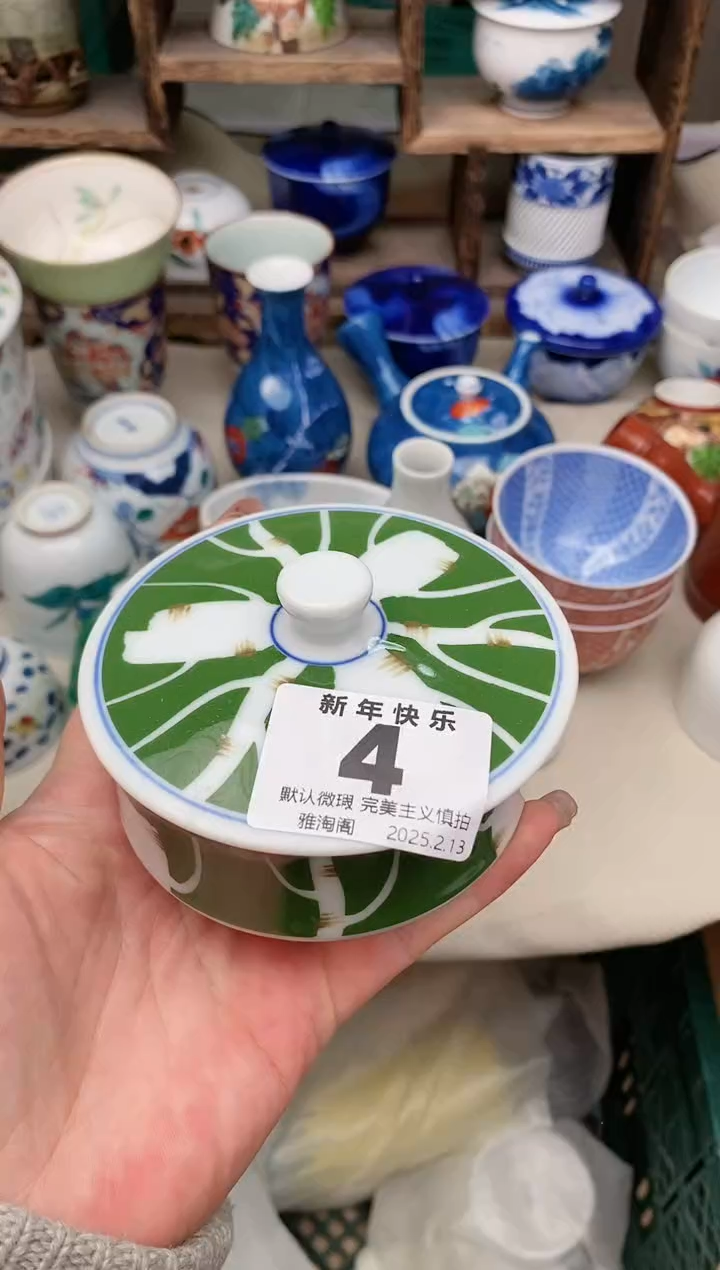 新年快乐
4
默认微瑕 完美主义慎拍
雅淘阁 2025.2.13